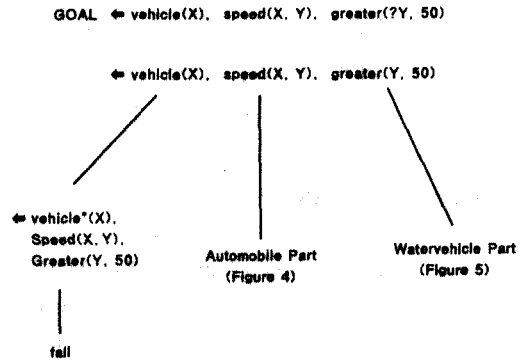 GOAL ⇐ vehicle(X), speed(X, Y), greater(?Y, 50)
⇐ vehicle(X), speed(X, Y), greater(Y, 50)
⇐ vehicle*(X),
Speed(X, Y),
Greater(Y, 50)
Automobile Part
(Figure 4)
Watervehicle Part
(Figure 5)
fail